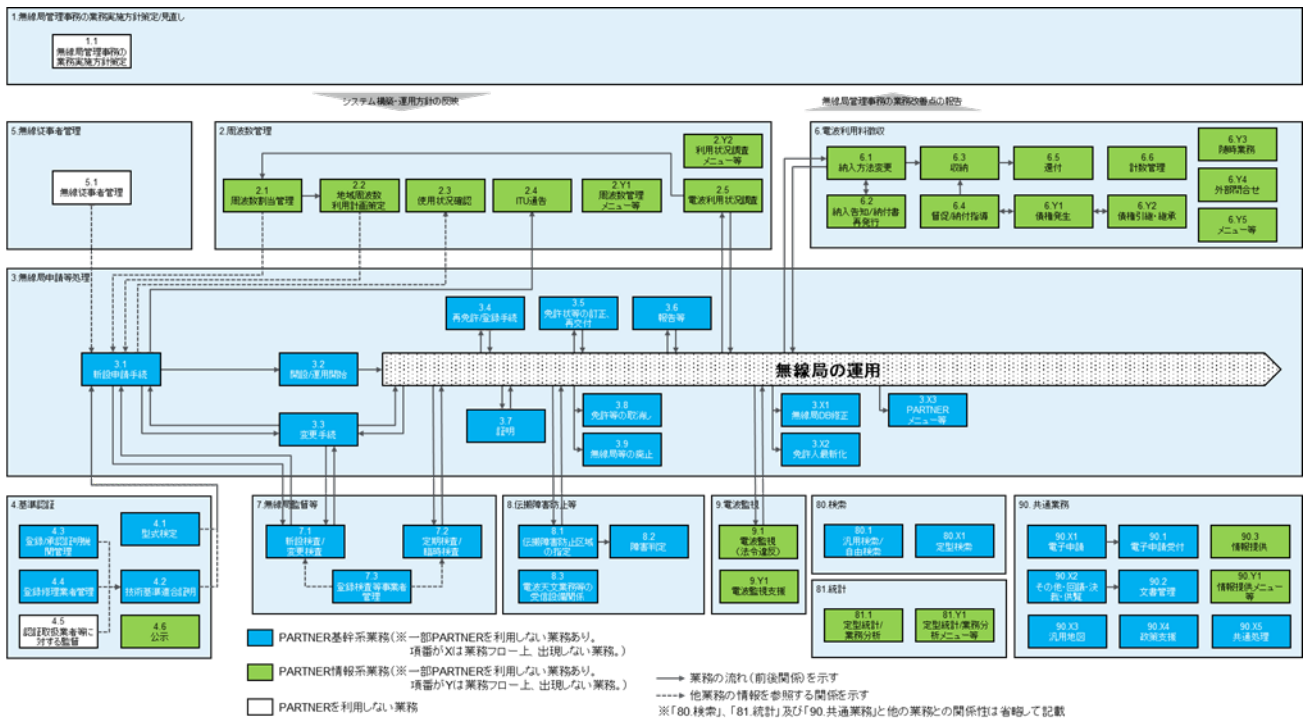 1.無線局管理事務の業務実施方針策定/見直し
1.1
無線局管理事務の
業務実施方針策定
システム構築・運用方針の反映
無線局管理事務の業務改善点の報告
5.無線従事者管理
5.1
無線従事者管理
2.周波数管理
2.Y2
利用状況調査
メニュー等
2.1
周波数割当管理
2.2
地域周波数
利用計画策定
2.3
使用状況確認
2.4
ITU通告
2.Y1
周波数管理
メニュー等
2.5
電波利用状況調査
6.電波利用料徴収
6.1
納入方法変更
6.3
収納
6.5
還付
6.6
計数管理
6.Y3
随時業務
6.2
納入告知/納付書
再発行
6.4
督促/納付指導
6.Y1
債権発生
6.Y2
債権引継・継承
6.Y4
外部問合せ
6.Y5
メニュー等
3.無線局申請等処理
3.4
再免許/登録手続
3.5
免許状等の訂正、
再交付
3.6
報告等
3.1
新設申請手続
3.2
開設/運用開始
無線局の運用
3.3
変更手続
3.7
証明
3.8
免許等の取消し
3.9
無線局等の廃止
3.X1
無線局DB修正
3.X2
免許人最新化
3.X3
PARTNER
メニュー等
4.基準認証
4.3
登録/承認証明機
関管理
4.1
型式検定
4.4
登録修理業者管理
4.2
技術基準適合証明
4.5
認証取扱業者等に
対する監督
4.6
公示
7.無線局監督等
7.1
新設検査/
変更検査
7.2
定期検査/
臨時検査
7.3
登録検査等事業者
管理
8.伝搬障害防止等
8.1
伝搬障害防止区域
の指定
8.2
障害判定
8.3
電波天文業務等の
受信設備関係
9.電波監視
9.1
電波監視
(法令違反)
9.Y1
電波監視支援
80.検索
80.1
汎用検索/
自由検索
80.X1
定型検索
81.統計
81.1
定型統計/
業務分析
81.Y1
定型統計/業務分
析メニュー等
90.共通業務
90.X1
電子申請
90.1
電子申請受付
90.3
情報提供
90.X2
その他・回議・決
裁・供覧
90.2
文書管理
90.Y1
情報提供メニュー
等
90.X3
汎用地図
90.X4
政策支援
90.X5
共通処理
PARTNER基幹系業務(※一部PARTNERを利用しない業務あり。
項番がXは業務フロー上、出現しない業務。)
PARTNER情報系業務(※一部PARTNERを利用しない業務あり。
項番がYは業務フロー上、出現しない業務。)
PARTNERを利用しない業務
業務の流れ(前後関係)を示す
他業務の情報を参照する関係を示す
※「80.検索」、「81.統計」及び「90.共通業務」と他の業務との関係性は省略して記載